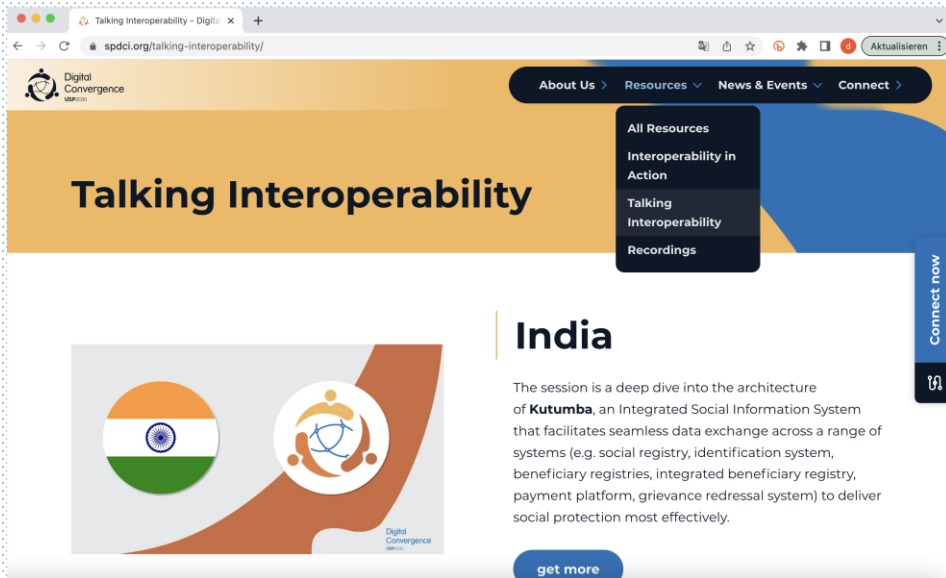 Talking Interoperability – Digita
spdci.org/talking-interoperability/
Aktualisieren
Digital
Convergence
USP2030
About Us
Resources
News & Events
Connect
All Resources
Interoperability in
Action
Talking
Interoperability
Recordings
Talking Interoperability
Connect now
India
The session is a deep dive into the architecture
of Kutumba, an Integrated Social Information System
that facilitates seamless data exchange across a range of
systems (e.g. social registry, identification system,
beneficiary registries, integrated beneficiary registry,
payment platform, grievance redressal system) to deliver
social protection most effectively.
Digital
Convergence
USP2030
get more